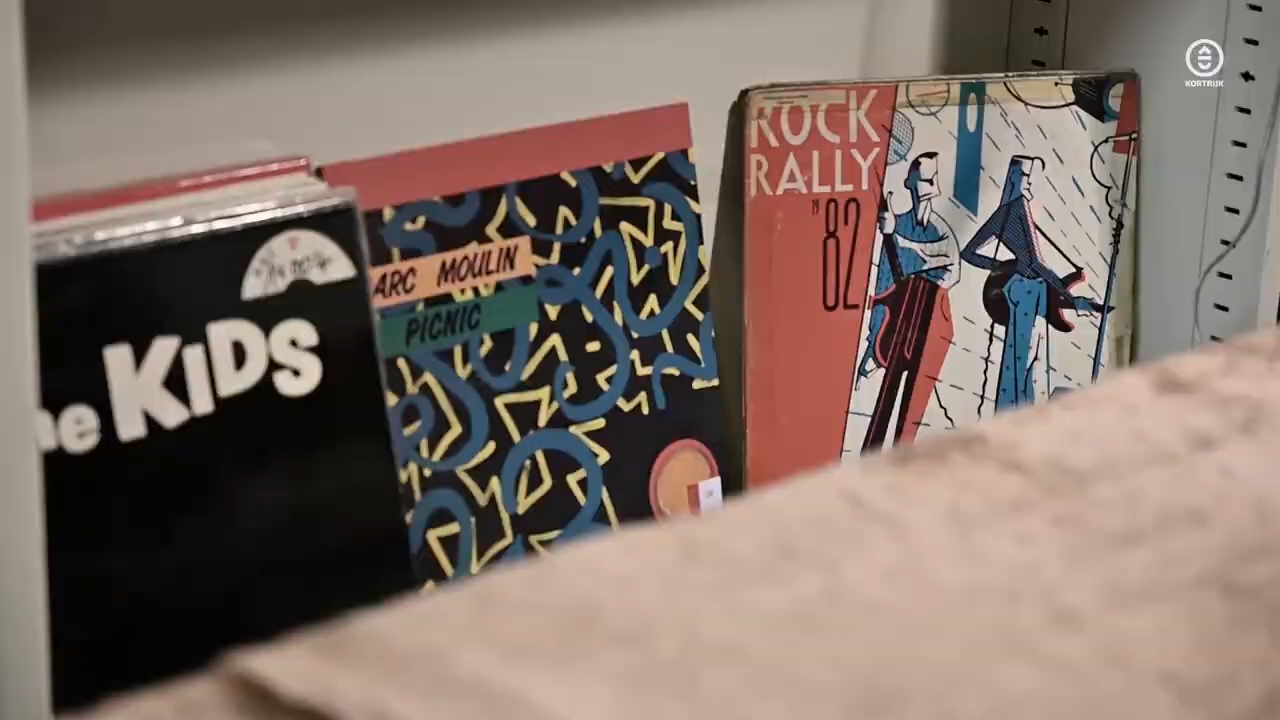 he KIDS
ARC MOULIN
PICNIC
ROCK
RALLY
82
KORTRIJK